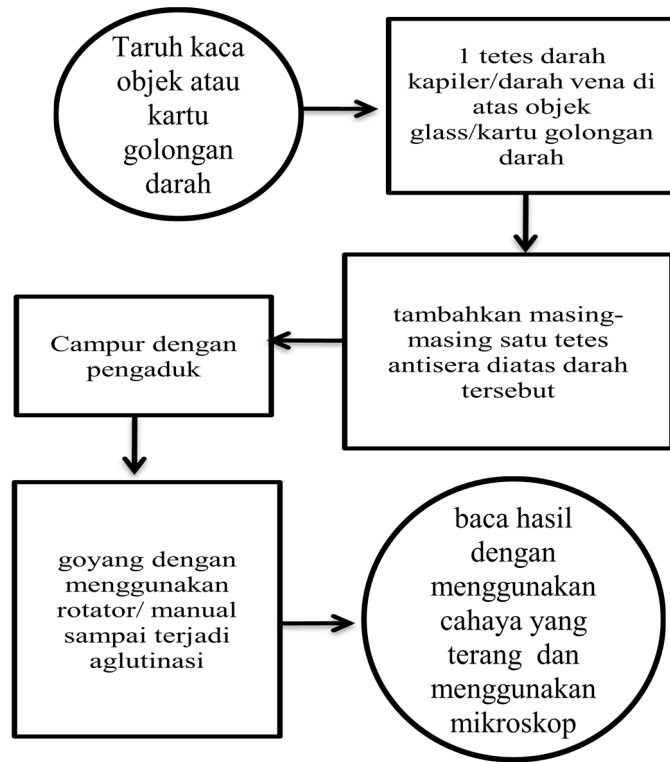 Taruh kaca
objek atau
kartu
golongan
darah
1 tetes darah
kapiler/darah vena di
atas objek
glass/kartu golongan
darah
tambahkan masing-
masing satu tetes
antisera diatas darah
tersebut
Campur dengan
pengaduk
goyang dengan
menggunakan
rotator/ manual
sampai terjadi
aglutinasi
baca hasil
dengan
menggunakan
cahaya yang
terang dan
menggunakan
mikroskop